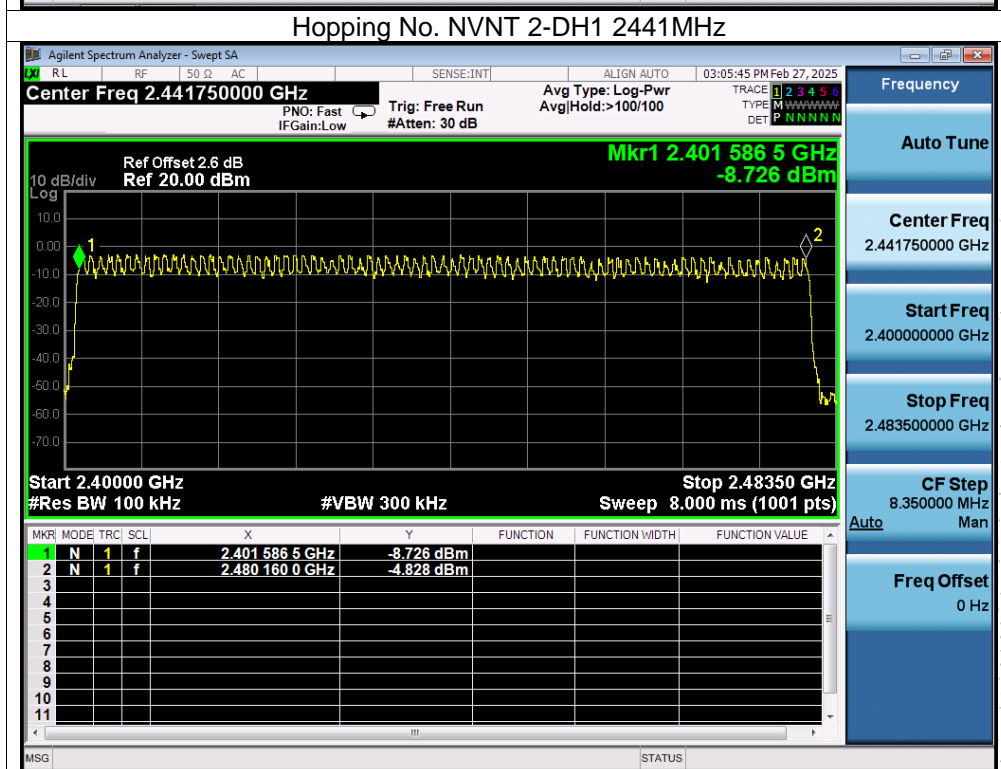 Hopping No. NVNT 2-DH1 2441MHz
Agilent Spectrum Analyzer - Swept SA
LXI RL RF 50 Ω AC SENSE:INT ALIGN AUTO 03:05:45 PM Feb 27, 2025
Center Freq 2.441750000 GHz
PNO: Fast
IFGain:Low
Trig: Free Run
#Atten: 30 dB
Avg Type: Log-Pwr
Avg|Hold:>100/100
TRACE 1 2 3 4 5 6
TYPE M WWWWW
DET P N N N N N
Ref Offset 2.6 dB
Ref 20.00 dBm
10 dB/div
Log
Mkr1 2.401 586 5 GHz
-8.726 dBm
10.0
0.00
-10.0
-20.0
-30.0
-40.0
-50.0
-60.0
-70.0
1
2
Start 2.40000 GHz Stop 2.48350 GHz
#Res BW 100 kHz #VBW 300 kHz Sweep 8.000 ms (1001 pts)
MKR MODE TRC SCL X Y FUNCTION FUNCTION WIDTH FUNCTION VALUE
1 N 1 f 2.401 586 5 GHz -8.726 dBm
2 N 1 f 2.480 160 0 GHz -4.828 dBm
3
4
5
6
7
8
9
10
11
MSG STATUS
Frequency
Auto Tune
Center Freq
2.441750000 GHz
Start Freq
2.400000000 GHz
Stop Freq
2.483500000 GHz
CF Step
8.350000 MHz
Auto Man
Freq Offset
0 Hz